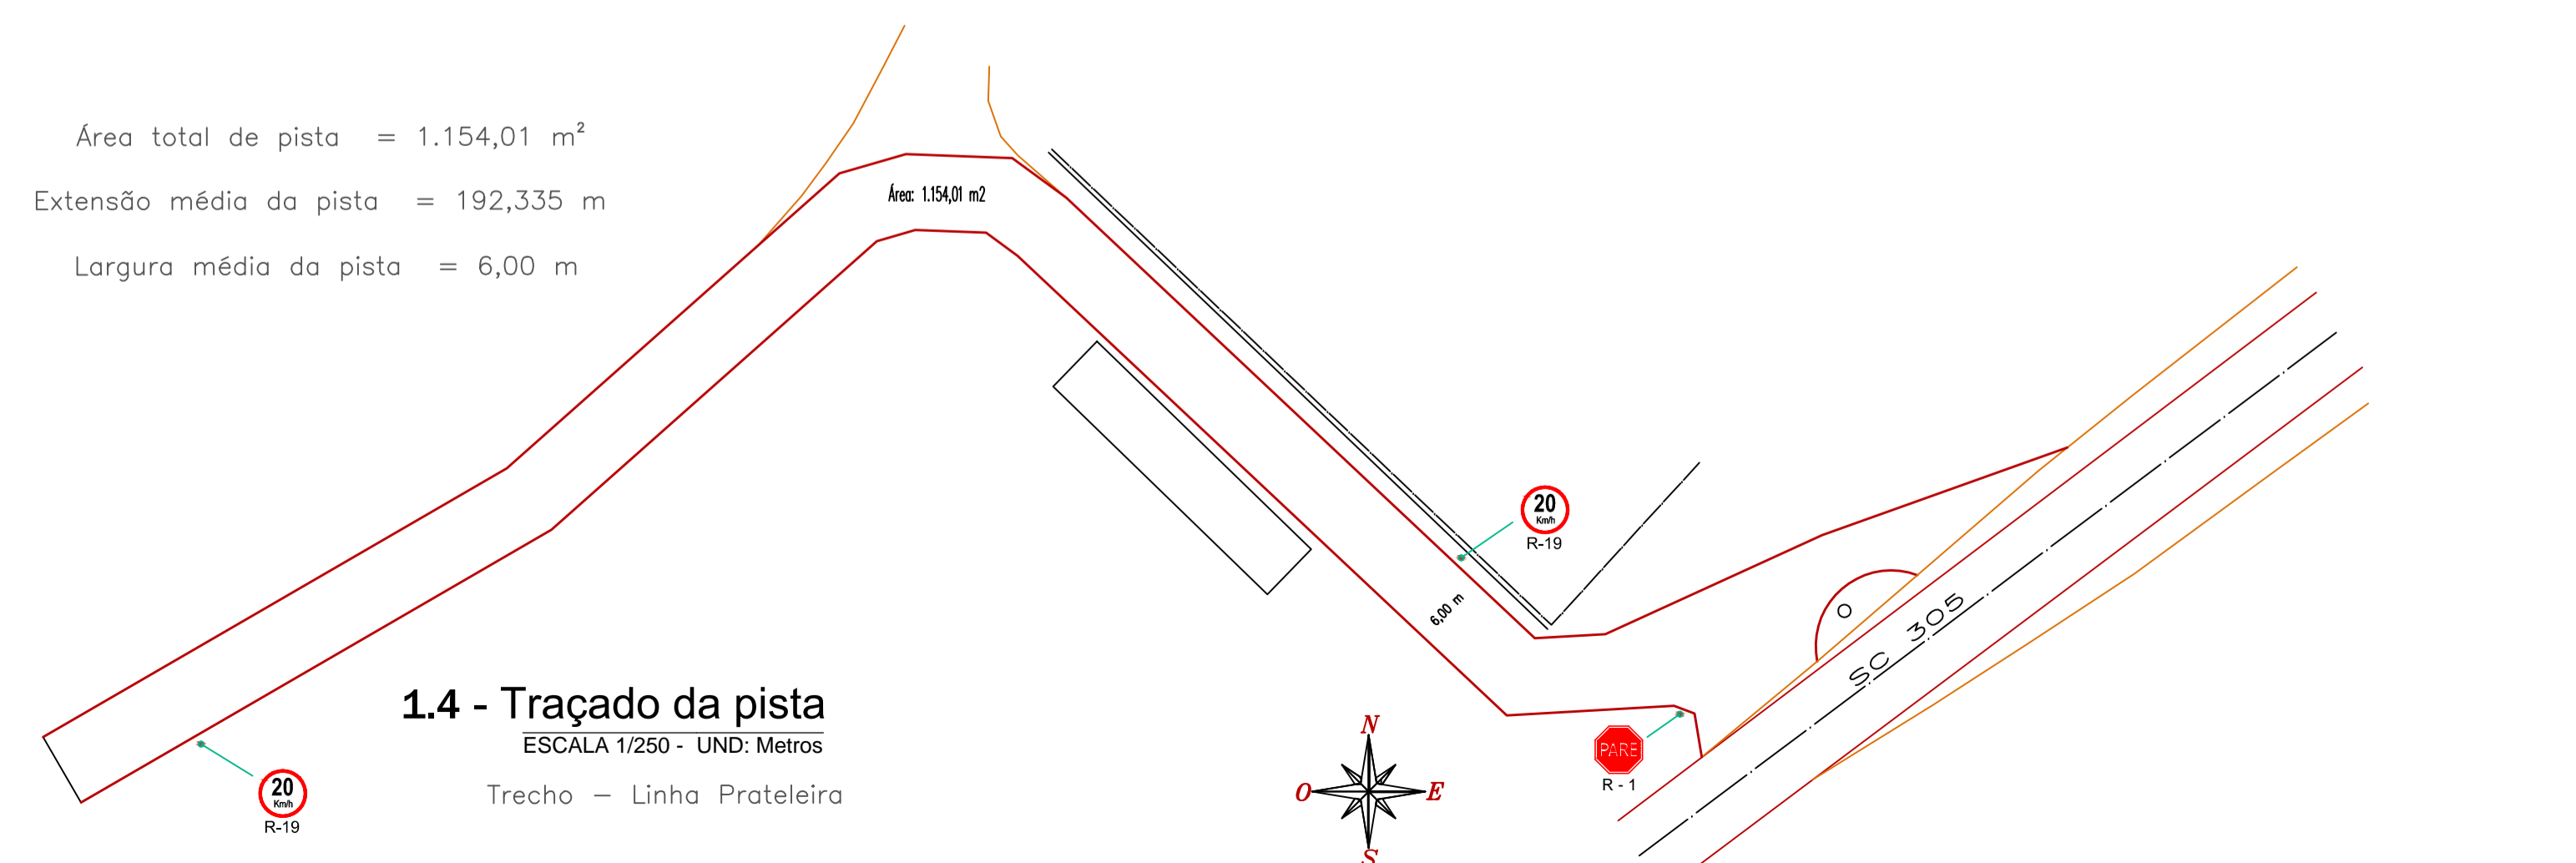 Área total de pista = 1.154,01 m²
Extensão média da pista = 192,335 m
Largura média da pista = 6,00 m
Área: 1.154,01 m2
20
Km/h
R-19
6,00 m
SC 305
1.4 - Traçado da pista
ESCALA 1/250 - UND: Metros
Trecho – Linha Prateleira
20
Km/h
R-19
N
O
E
S
PARE
R - 1